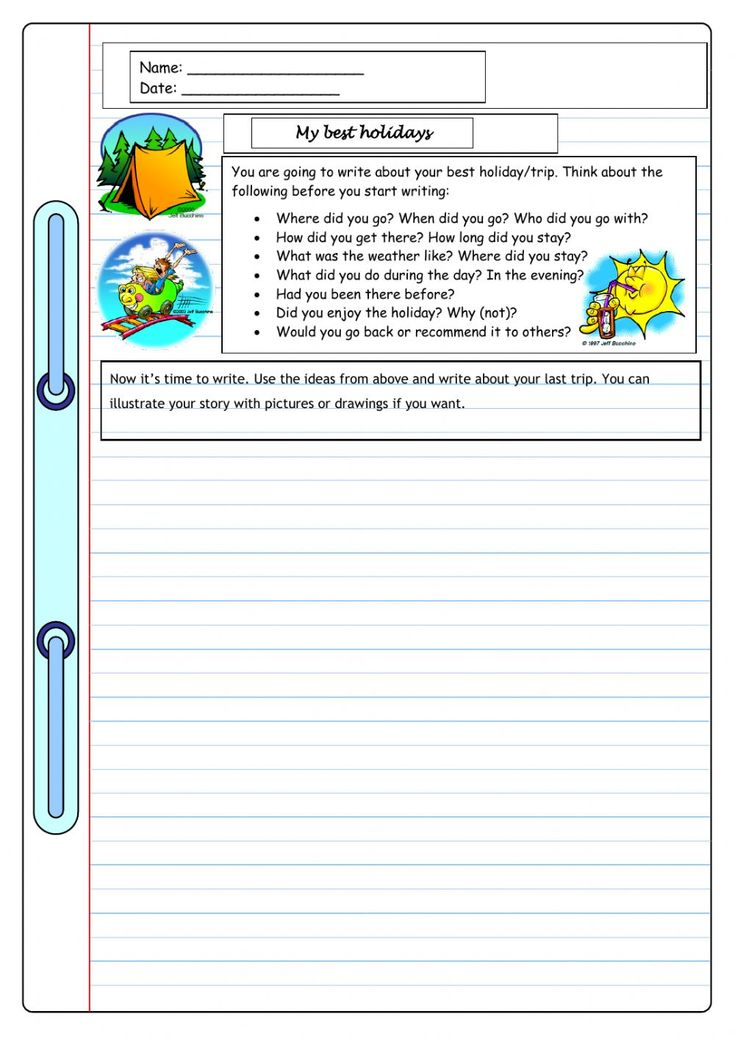 Name: ____________________
Date: __________________
My best holidays
You are going to write about your best holiday/trip. Think about the
following before you start writing:
• Where did you go? When did you go? Who did you go with?
• How did you get there? How long did you stay?
• What was the weather like? Where did you stay?
• What did you do during the day? In the evening?
• Had you been there before?
• Did you enjoy the holiday? Why (not)?
• Would you go back or recommend it to others?
Jeff Bucchino
©2003 Jeff Bucchino
© 1997 Jeff Bucchino
Now it's time to write. Use the ideas from above and write about your last trip. You can
illustrate your story with pictures or drawings if you want.